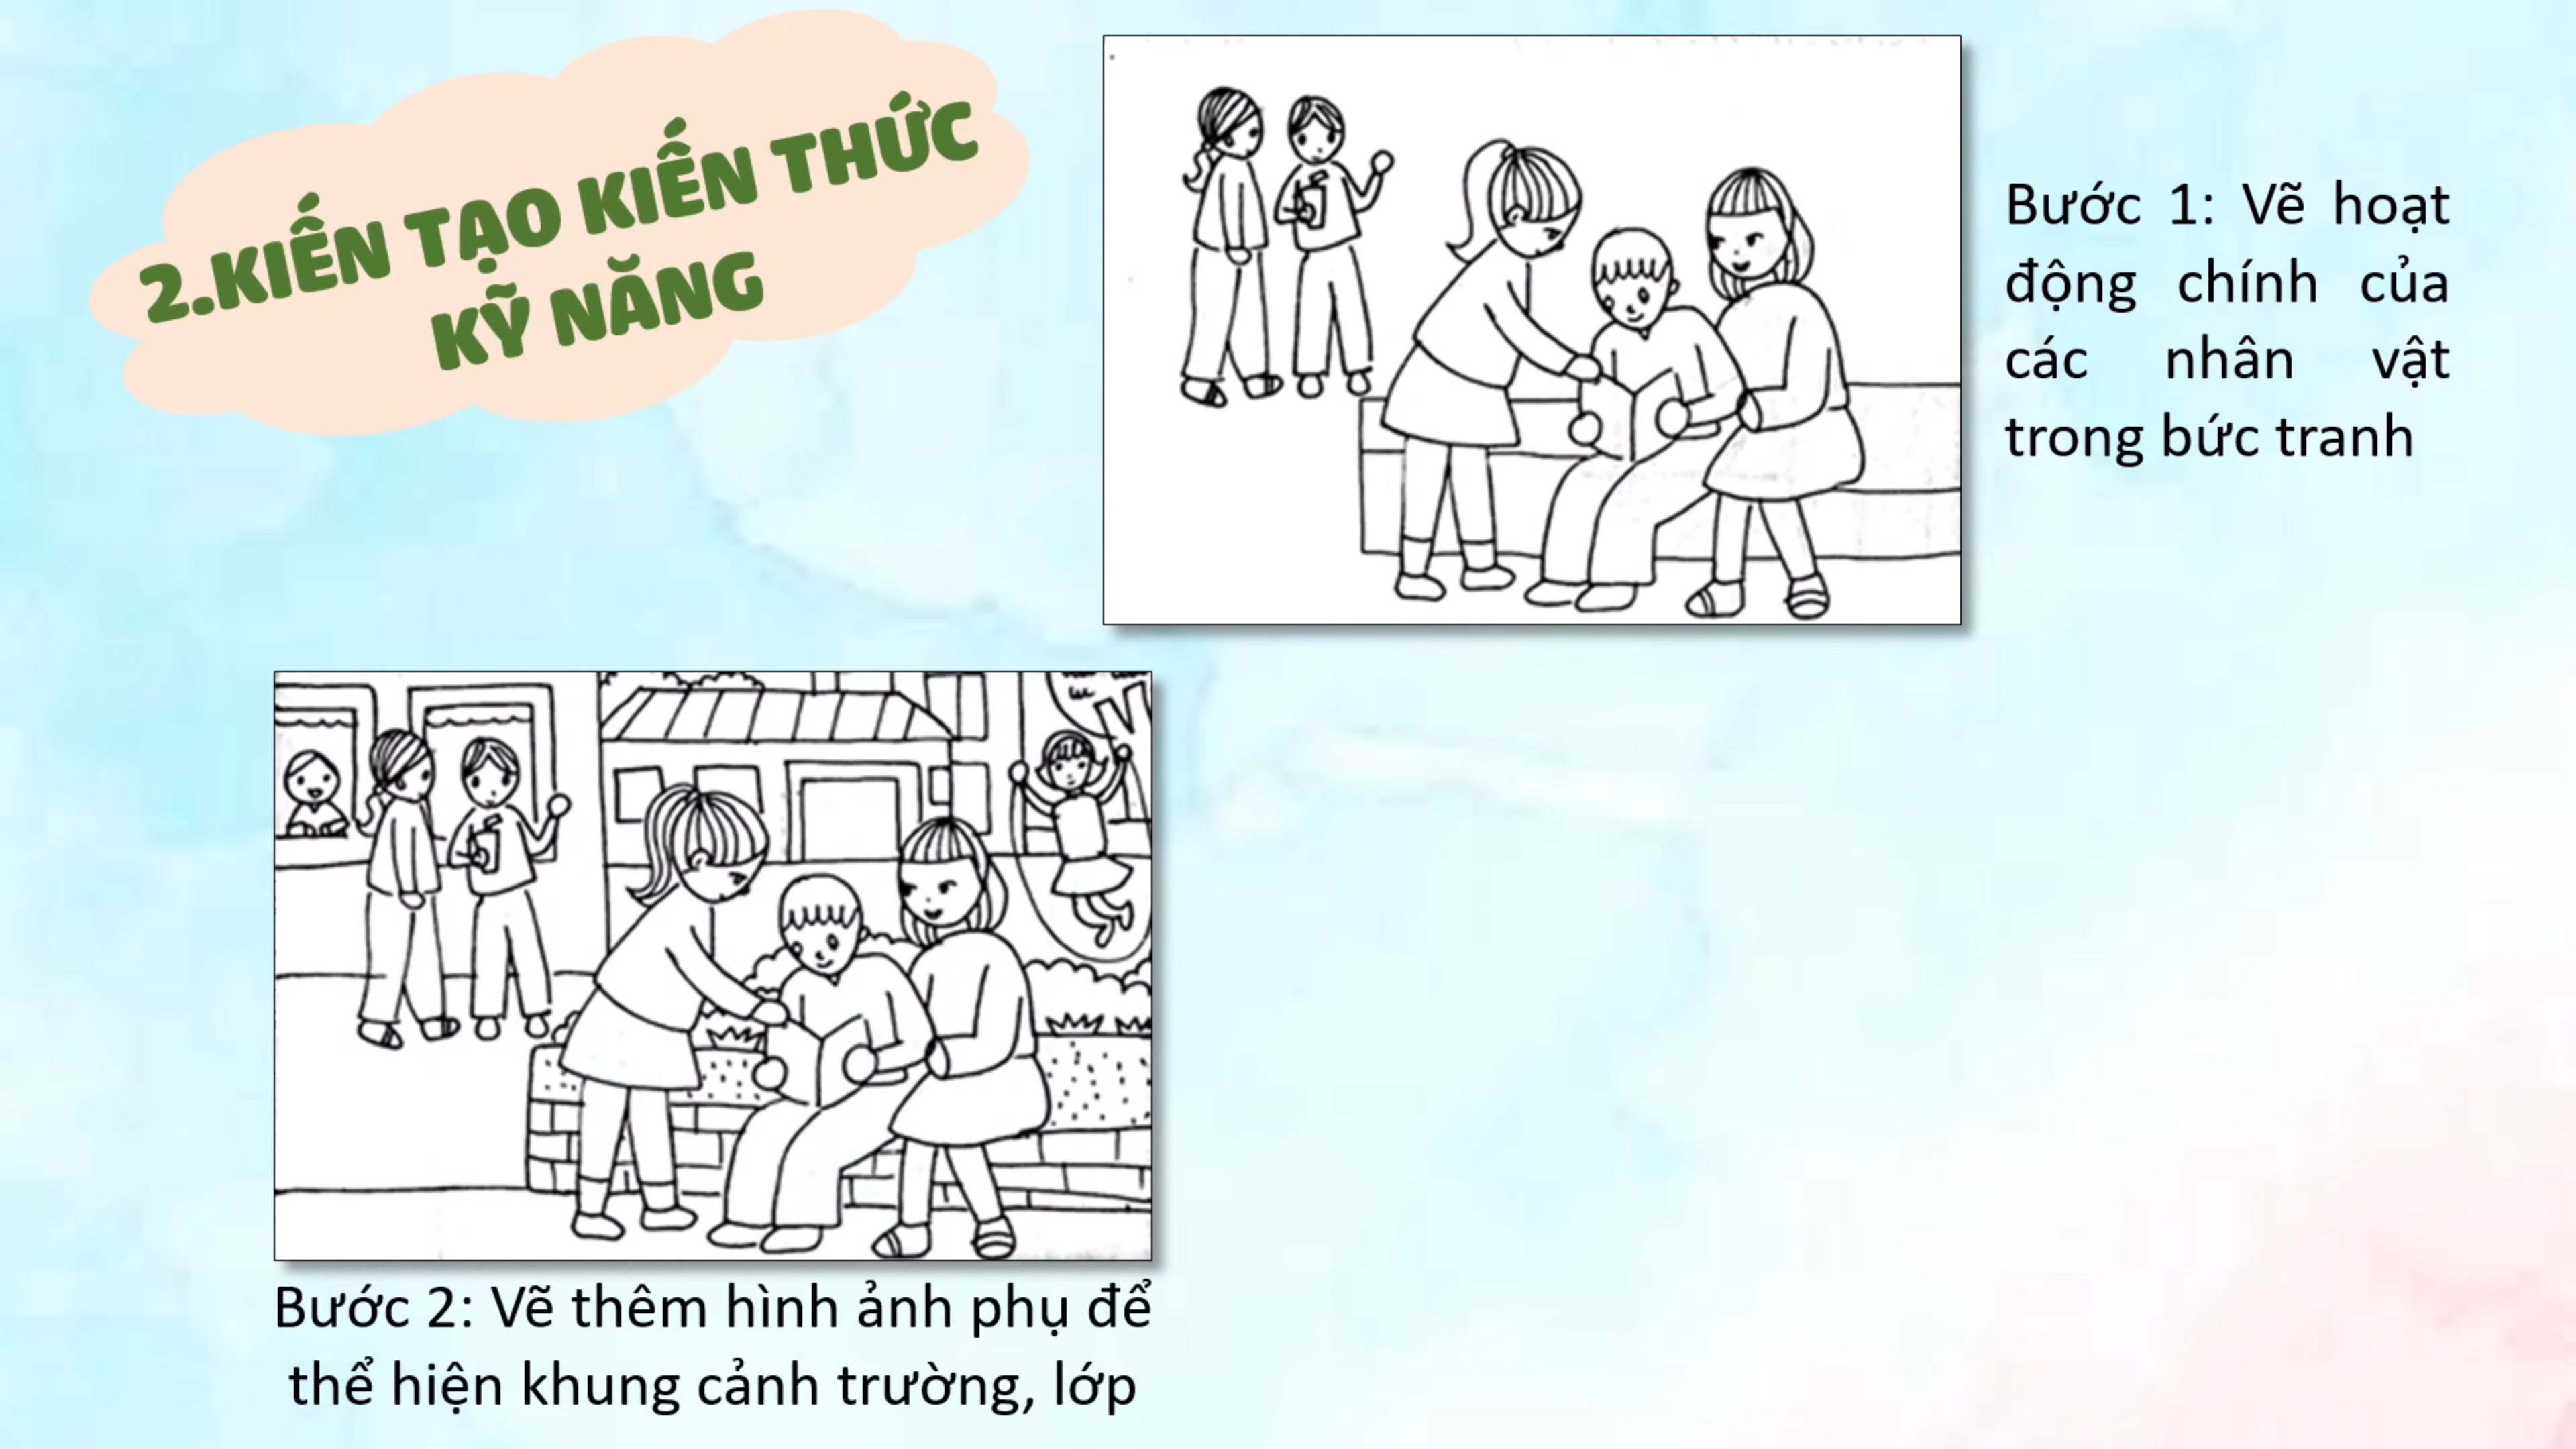 2.KIẾN TẠO KIẾN THỨC
KỸ NĂNG
Bước 1: Vẽ hoạt
động chính của
các nhân vật
trong bức tranh
Bước 2: Vẽ thêm hình ảnh phụ để
thể hiện khung cảnh trường, lớp